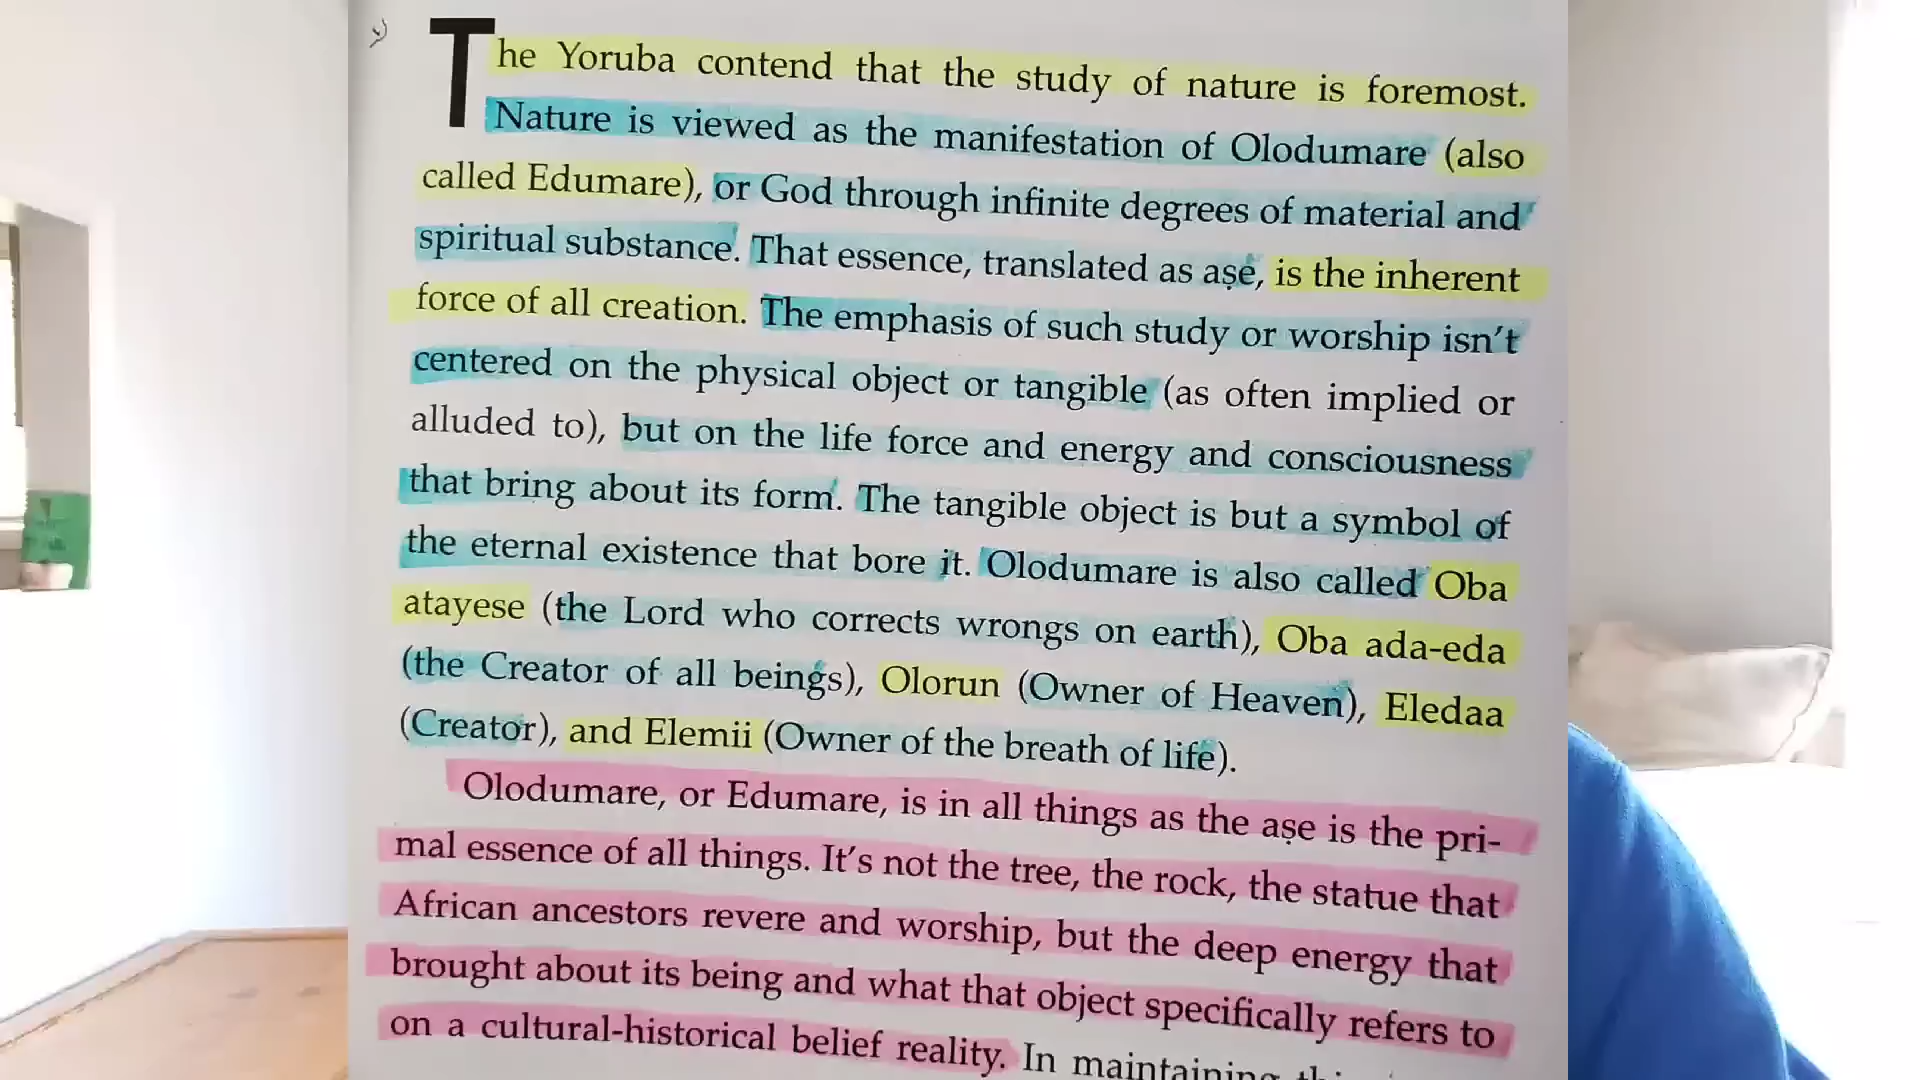 The Yoruba contend that the study of nature is foremost.
Nature is viewed as the manifestation of Olodumare (also
called Edumare), or God through infinite degrees of material and
spiritual substance. That essence, translated as aṣe, is the inherent
force of all creation. The emphasis of such study or worship isn't
centered on the physical object or tangible (as often implied or
alluded to), but on the life force and energy and consciousness
that bring about its form. The tangible object is but a symbol of
the eternal existence that bore it. Olodumare is also called Oba
atayese (the Lord who corrects wrongs on earth), Oba ada-eda
(the Creator of all beings), Olorun (Owner of Heaven), Eledaa
(Creator), and Elemii (Owner of the breath of life).
Olodumare, or Edumare, is in all things as the aṣe is the pri-
mal essence of all things. It's not the tree, the rock, the statue that
African ancestors revere and worship, but the deep energy that
brought about its being and what that object specifically refers to
on a cultural-historical belief reality. In maintaining